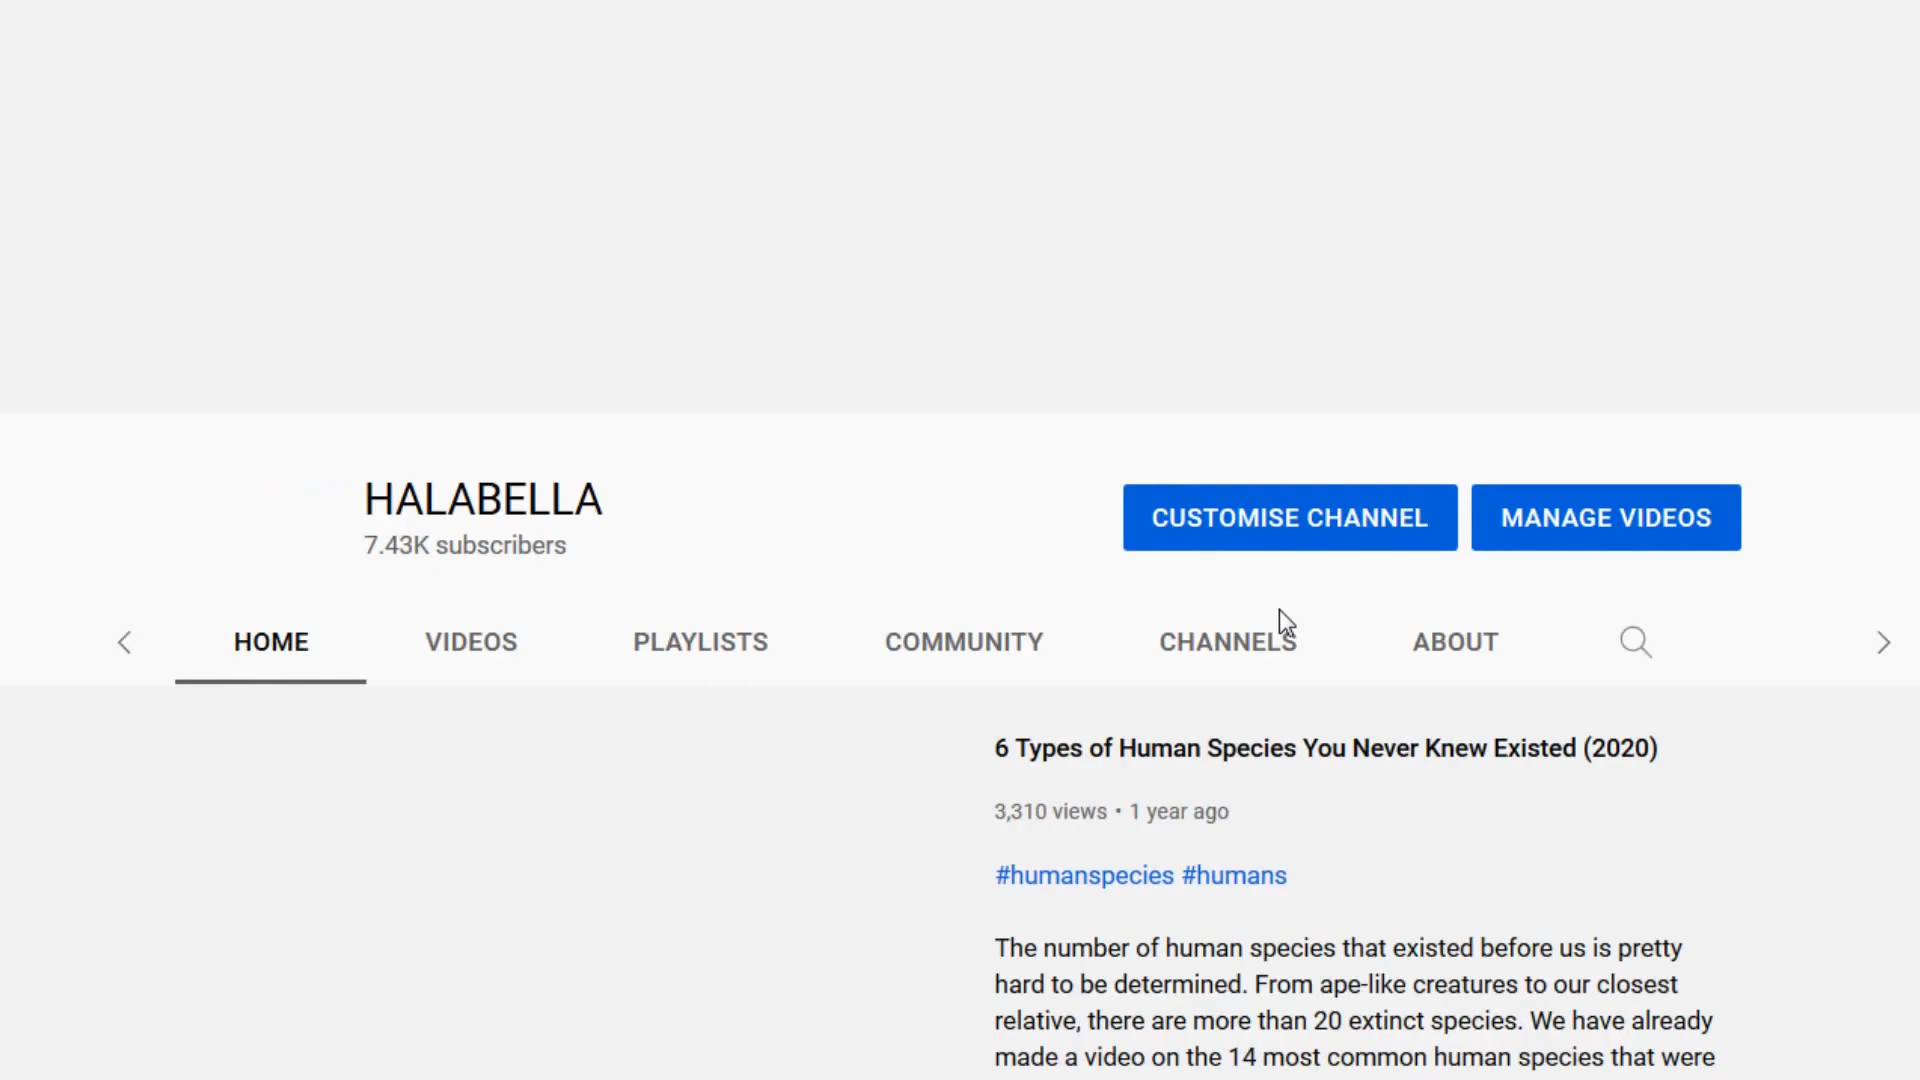 HALABELLA
7.43K subscribers
CUSTOMISE CHANNEL
MANAGE VIDEOS
HOME
VIDEOS
PLAYLISTS
COMMUNITY
CHANNELS
ABOUT
6 Types of Human Species You Never Knew Existed (2020)
3,310 views • 1 year ago
#humanspecies #humans
The number of human species that existed before us is pretty
hard to be determined. From ape-like creatures to our closest
relative, there are more than 20 extinct species. We have already
made a video on the 14 most common human species that were